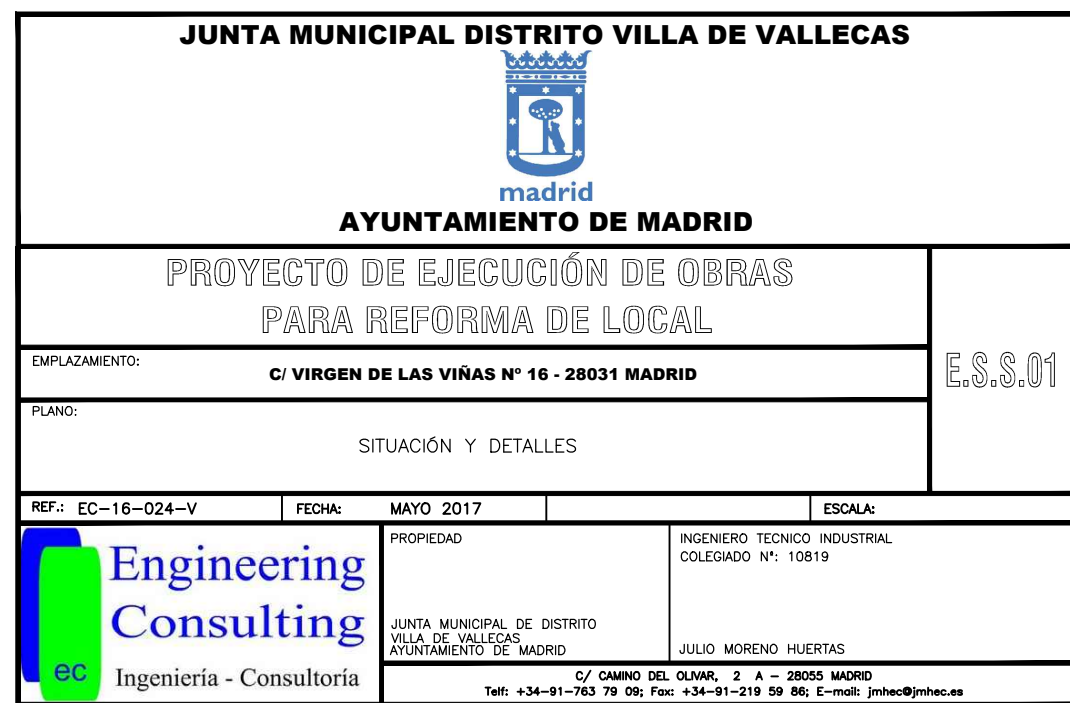 JUNTA MUNICIPAL DISTRITO VILLA DE VALLECAS
madrid
AYUNTAMIENTO DE MADRID
PROYECTO DE EJECUCIÓN DE OBRAS
PARA REFORMA DE LOCAL
E.S.S.01
EMPLAZAMIENTO:
C/ VIRGEN DE LAS VIÑAS Nº 16 - 28031 MADRID
PLANO:
SITUACIÓN Y DETALLES
REF.: EC-16-024-V
FECHA: MAYO 2017
ESCALA:
Engineering
Consulting
ec
Ingeniería - Consultoría
PROPIEDAD
JUNTA MUNICIPAL DE DISTRITO
VILLA DE VALLECAS
AYUNTAMIENTO DE MADRID
INGENIERO TECNICO INDUSTRIAL
COLEGIADO Nº: 10819
JULIO MORENO HUERTAS
C/ CAMINO DEL OLIVAR, 2 A - 28055 MADRID
Telf: +34-91-763 79 09; Fax: +34-91-219 59 86; E-mail: jmhec@jmhec.es